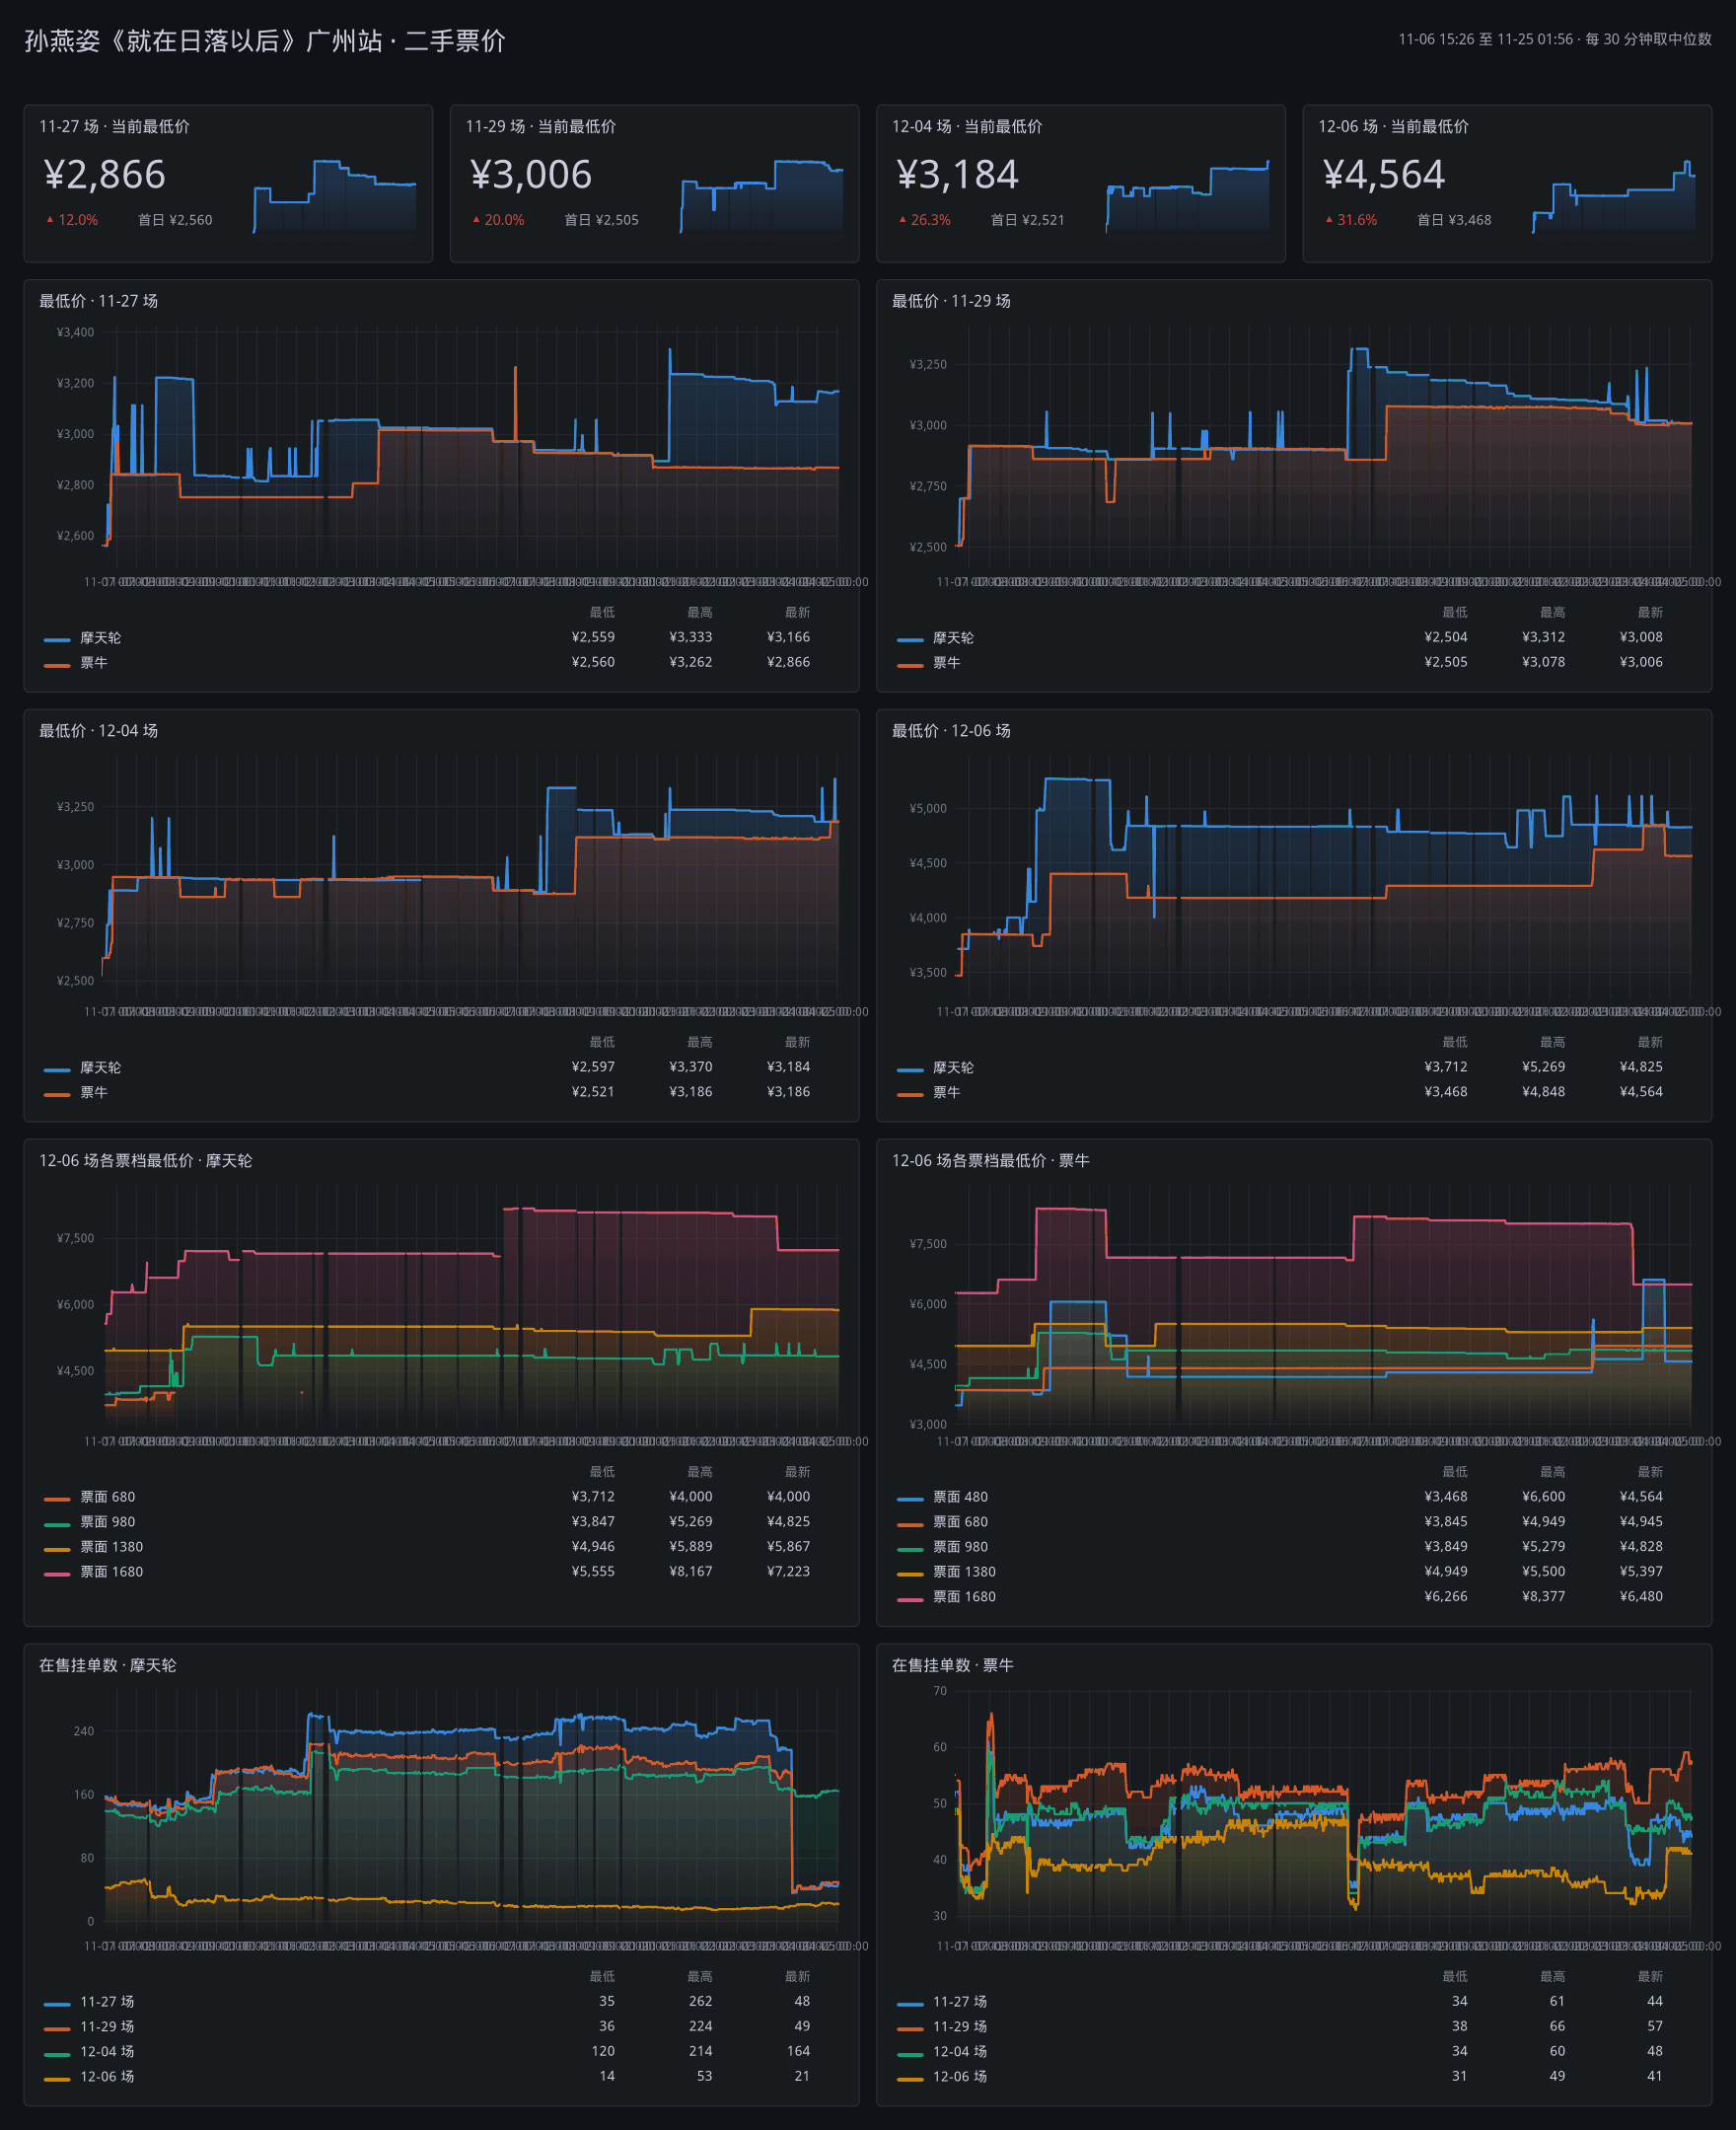 孙燕姿《就在日落以后》广州站 · 二手票价
11-06 15:26 至 11-25 01:56 · 每 30 分钟取中位数
11-27 场 · 当前最低价
¥2,866
▲ 12.0% 首日 ¥2,560
11-29 场 · 当前最低价
¥3,006
▲ 20.0% 首日 ¥2,505
12-04 场 · 当前最低价
¥3,184
▲ 26.3% 首日 ¥2,521
12-06 场 · 当前最低价
¥4,564
▲ 31.6% 首日 ¥3,468
最低价 · 11-27 场
¥3,400
¥3,200
¥3,000
¥2,800
¥2,600
最低 最高 最新
摩天轮 ¥2,559 ¥3,333 ¥3,166
票牛 ¥2,560 ¥3,262 ¥2,866
最低价 · 11-29 场
¥3,250
¥3,000
¥2,750
¥2,500
最低 最高 最新
摩天轮 ¥2,504 ¥3,312 ¥3,008
票牛 ¥2,505 ¥3,078 ¥3,006
最低价 · 12-04 场
¥3,250
¥3,000
¥2,750
¥2,500
最低 最高 最新
摩天轮 ¥2,597 ¥3,370 ¥3,184
票牛 ¥2,521 ¥3,186 ¥3,186
最低价 · 12-06 场
¥5,000
¥4,500
¥4,000
¥3,500
最低 最高 最新
摩天轮 ¥3,712 ¥5,269 ¥4,825
票牛 ¥3,468 ¥4,848 ¥4,564
12-06 场各票档最低价 · 摩天轮
¥7,500
¥6,000
¥4,500
最低 最高 最新
票面 680 ¥3,712 ¥4,000 ¥4,000
票面 980 ¥3,847 ¥5,269 ¥4,825
票面 1380 ¥4,946 ¥5,889 ¥5,867
票面 1680 ¥5,555 ¥8,167 ¥7,223
12-06 场各票档最低价 · 票牛
¥7,500
¥6,000
¥4,500
¥3,000
最低 最高 最新
票面 480 ¥3,468 ¥6,600 ¥4,564
票面 680 ¥3,845 ¥4,949 ¥4,945
票面 980 ¥3,849 ¥5,279 ¥4,828
票面 1380 ¥4,949 ¥5,500 ¥5,397
票面 1680 ¥6,266 ¥8,377 ¥6,480
在售挂单数 · 摩天轮
240
160
80
0
最低 最高 最新
11-27 场 35 262 48
11-29 场 36 224 49
12-04 场 120 214 164
12-06 场 14 53 21
在售挂单数 · 票牛
70
60
50
40
30
最低 最高 最新
11-27 场 34 61 44
11-29 场 38 66 57
12-04 场 34 60 48
12-06 场 31 49 41